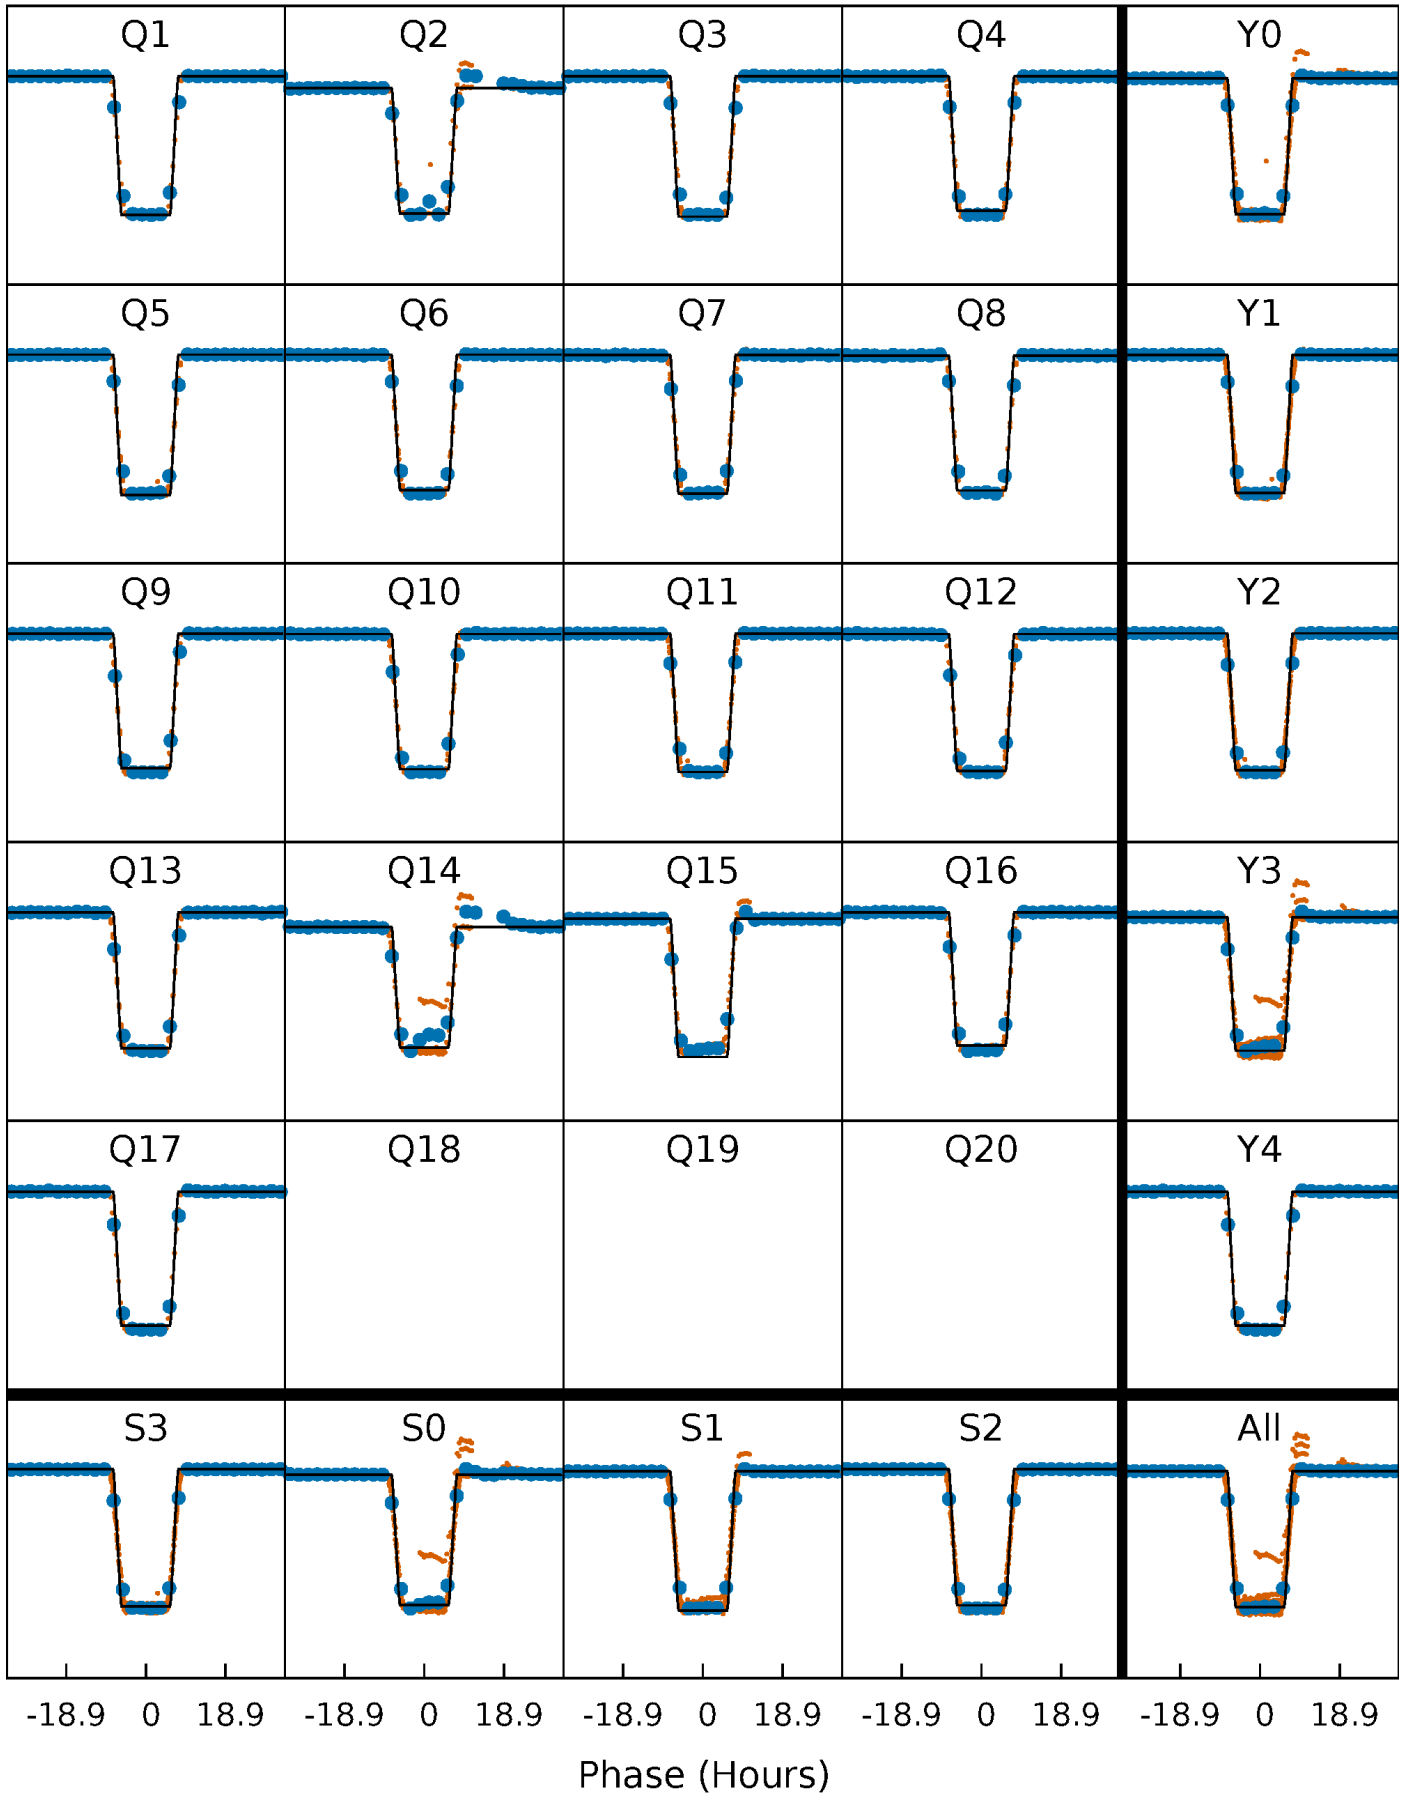 Q1 Q2 Q3 Q4 Y0
Q5 Q6 Q7 Q8 Y1
Q9 Q10 Q11 Q12 Y2
Q13 Q14 Q15 Q16 Y3
Q17 Q18 Q19 Q20 Y4
S3 S0 S1 S2 All
-18.9 0 18.9 -18.9 0 18.9 -18.9 0 18.9 -18.9 0 18.9 -18.9 0 18.9
Phase (Hours)